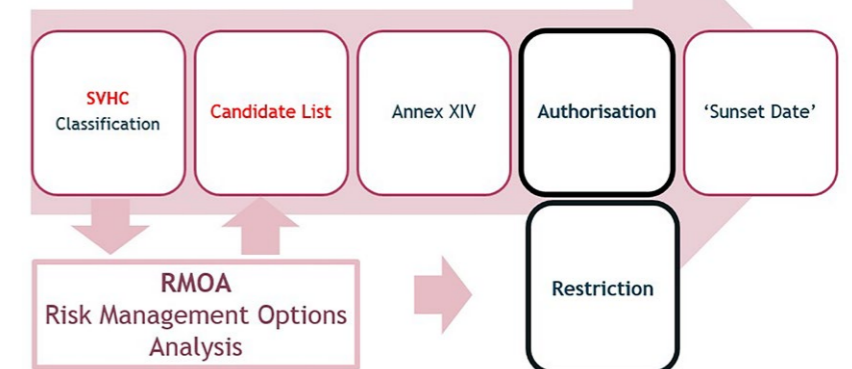 SVHC
Classification
Candidate List
Annex XIV
Authorisation
‘Sunset Date’
RMOA
Risk Management Options
Analysis
Restriction